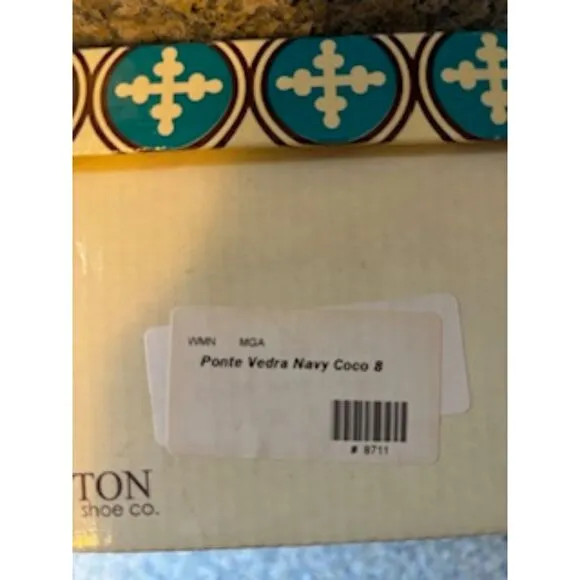 WMN MGA
Ponte Vedra Navy Coco 8
# 8711
TON
shoe co.